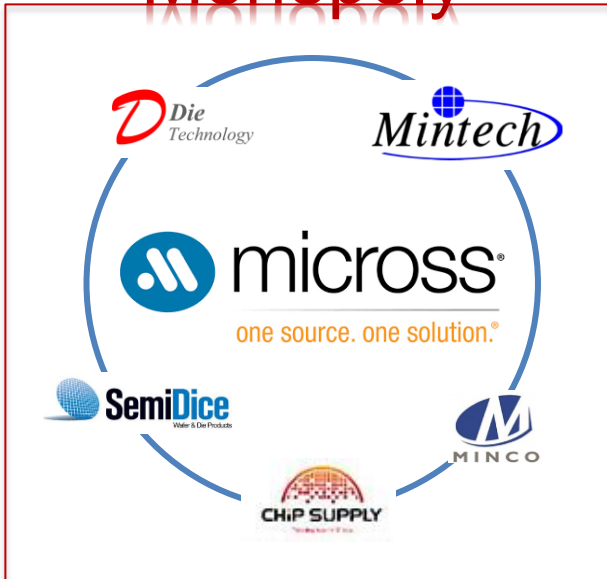 Monopoly
Die
Technology
Mintech
micross®
one source. one solution.®
SemiDice
Wafer & Die Products
MINCO
CHiP SUPPLY